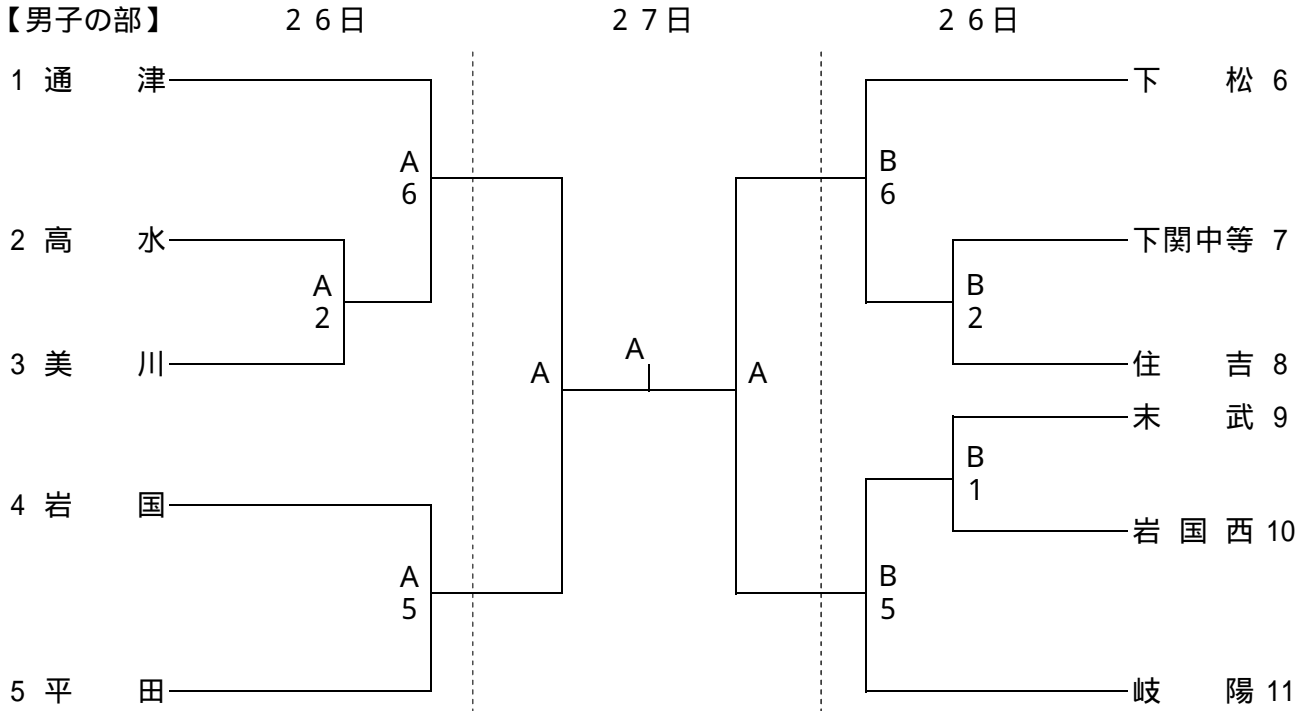 【男子の部】 ２６日 ２７日 ２６日
1 通 津
下 松 6
A
6
B
6
2 高 水
下関中等 7
A
2
B
2
A
3 美 川
A
A
住 吉 8
末 武 9
B
1
4 岩 国
岩 国 西 10
A
5
B
5
5 平 田
岐 陽 11